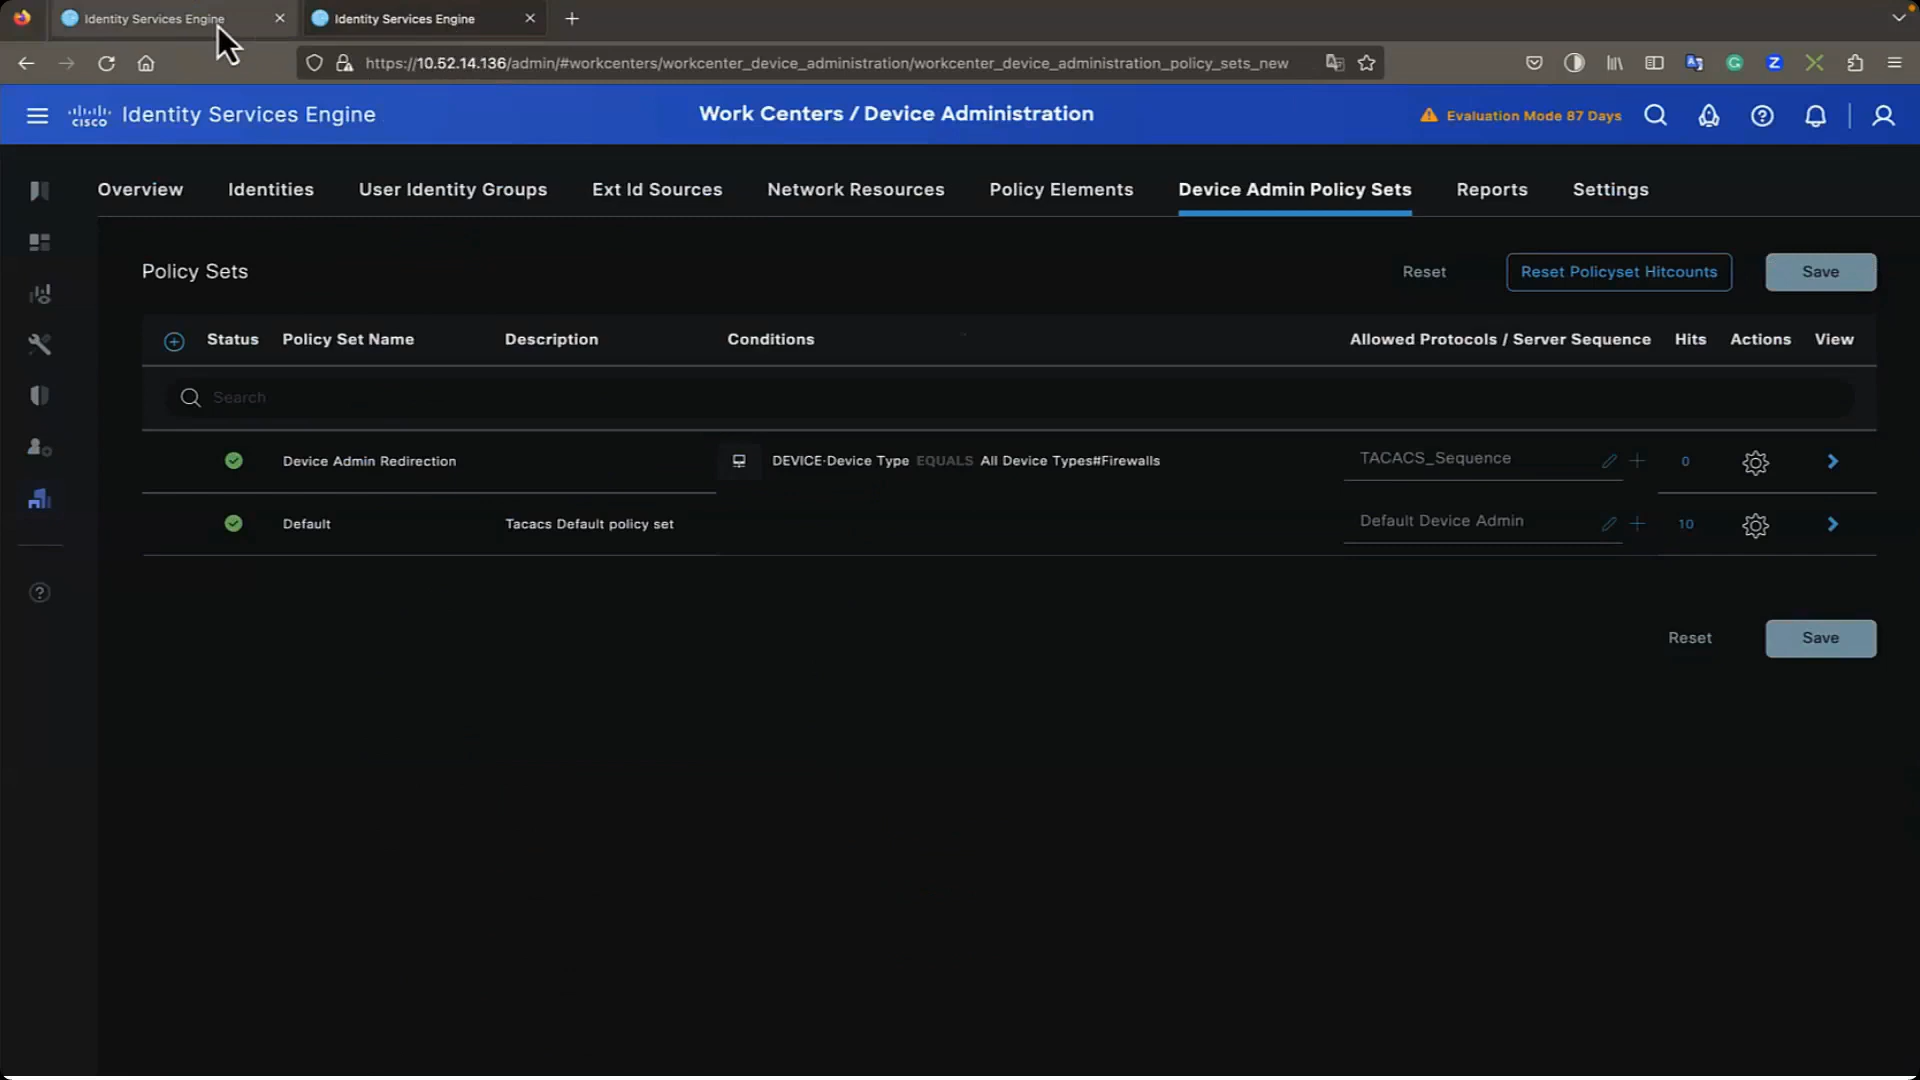 Identity Services Engine
Identity Services Engine
https://10.52.14.136/admin/#workcenters/workcenter_device_administration/workcenter_device_administration_policy_sets_new
CISCO Identity Services Engine
Work Centers / Device Administration
Evaluation Mode 87 Days
Overview Identities User Identity Groups Ext Id Sources Network Resources Policy Elements Device Admin Policy Sets Reports Settings
Policy Sets
Reset Reset Policyset Hitcounts Save
Status Policy Set Name Description Conditions Allowed Protocols / Server Sequence Hits Actions View
Search
Device Admin Redirection DEVICE·Device Type EQUALS All Device Types#Firewalls TACACS_Sequence 0
Default Tacacs Default policy set Default Device Admin 10
Reset Save